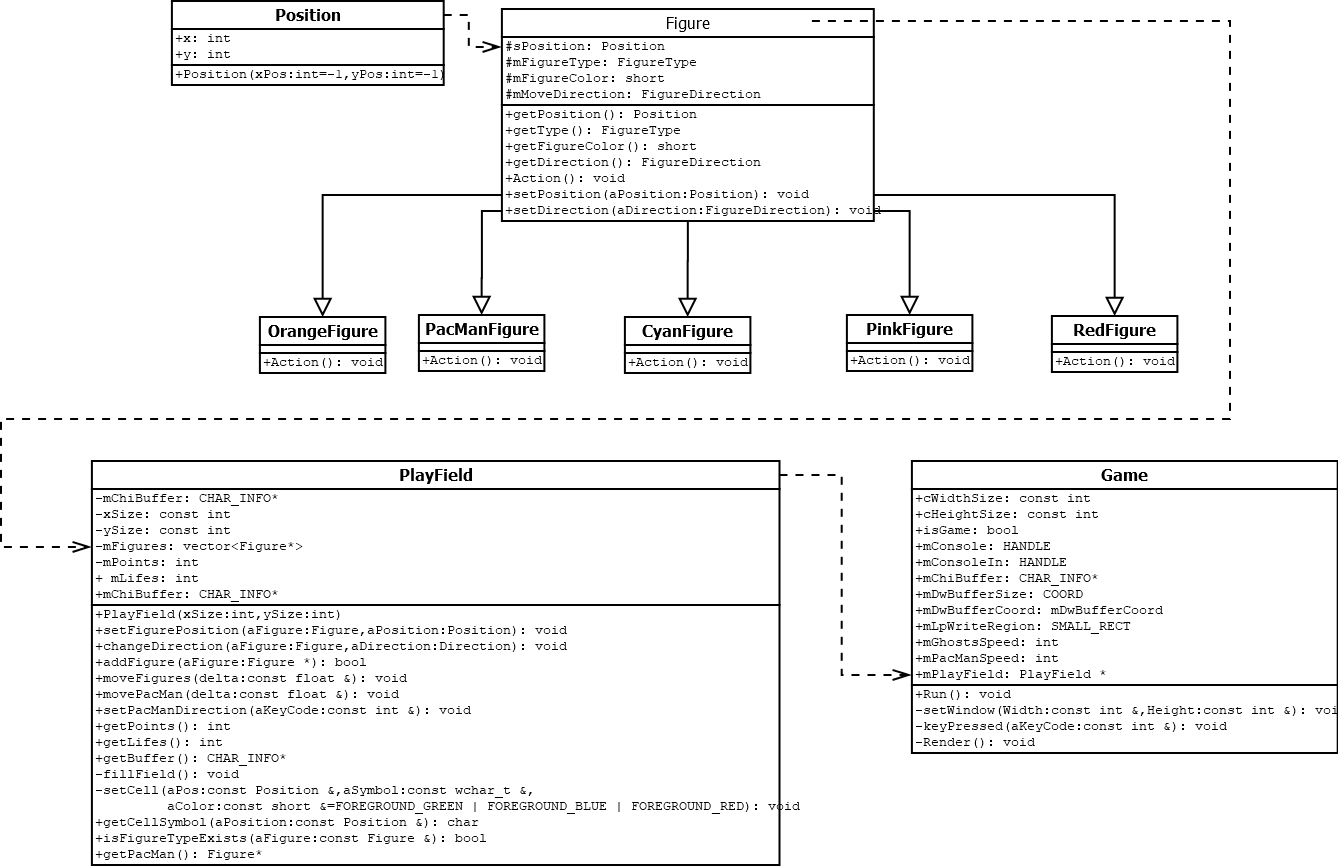 Position
+x: int
+y: int
+Position(xPos:int=-1,yPos:int=-1)
Figure
#sPosition: Position
#mFigureType: FigureType
#mFigureColor: short
#mMoveDirection: FigureDirection
+getPosition(): Position
+getType(): FigureType
+getFigureColor(): short
+getDirection(): FigureDirection
+Action(): void
+setPosition(aPosition:Position): void
+setDirection(aDirection:FigureDirection): void
OrangeFigure
+Action(): void
PacManFigure
+Action(): void
CyanFigure
+Action(): void
PinkFigure
+Action(): void
RedFigure
+Action(): void
PlayField
-mChiBuffer: CHAR_INFO*
-xSize: const int
-ySize: const int
-mFigures: vector<Figure*>
-mPoints: int
+ mLifes: int
+mChiBuffer: CHAR_INFO*
+PlayField(xSize:int,ySize:int)
+setFigurePosition(aFigure:Figure,aPosition:Position): void
+changeDirection(aFigure:Figure,aDirection:Direction): void
+addFigure(aFigure:Figure *): bool
+moveFigures(delta:const float &): void
+movePacMan(delta:const float &): void
+setPacManDirection(aKeyCode:const int &): void
+getPoints(): int
+getLifes(): int
+getBuffer(): CHAR_INFO*
-fillField(): void
-setCell(aPos:const Position &,aSymbol:const wchar_t &,
aColor:const short &=FOREGROUND_GREEN | FOREGROUND_BLUE | FOREGROUND_RED): void
+getCellSymbol(aPosition:const Position &): char
+isFigureTypeExists(aFigure:const Figure &): bool
+getPacMan(): Figure*
Game
+cWidthSize: const int
+cHeightSize: const int
+isGame: bool
+mConsole: HANDLE
+mConsoleIn: HANDLE
+mChiBuffer: CHAR_INFO*
+mDwBufferSize: COORD
+mDwBufferCoord: mDwBufferCoord
+mLpWriteRegion: SMALL_RECT
+mGhostsSpeed: int
+mPacManSpeed: int
+mPlayField: PlayField *
+Run(): void
-setWindow(Width:const int &,Height:const int &): voi
-keyPressed(aKeyCode:const int &): void
-Render(): void